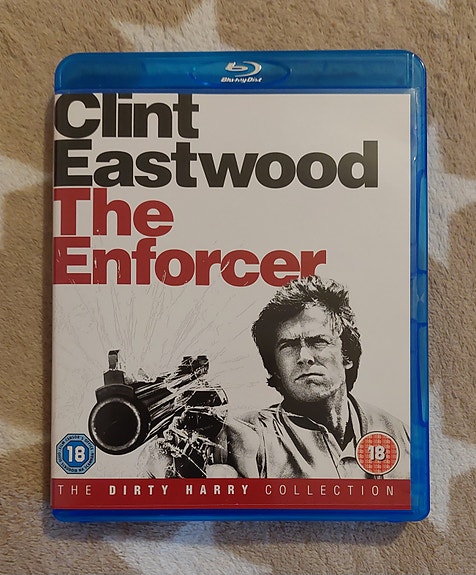 Blu-ray Disc
Clint
Eastwood
The
Enforcer
18
18
THE DIRTY HARRY COLLECTION